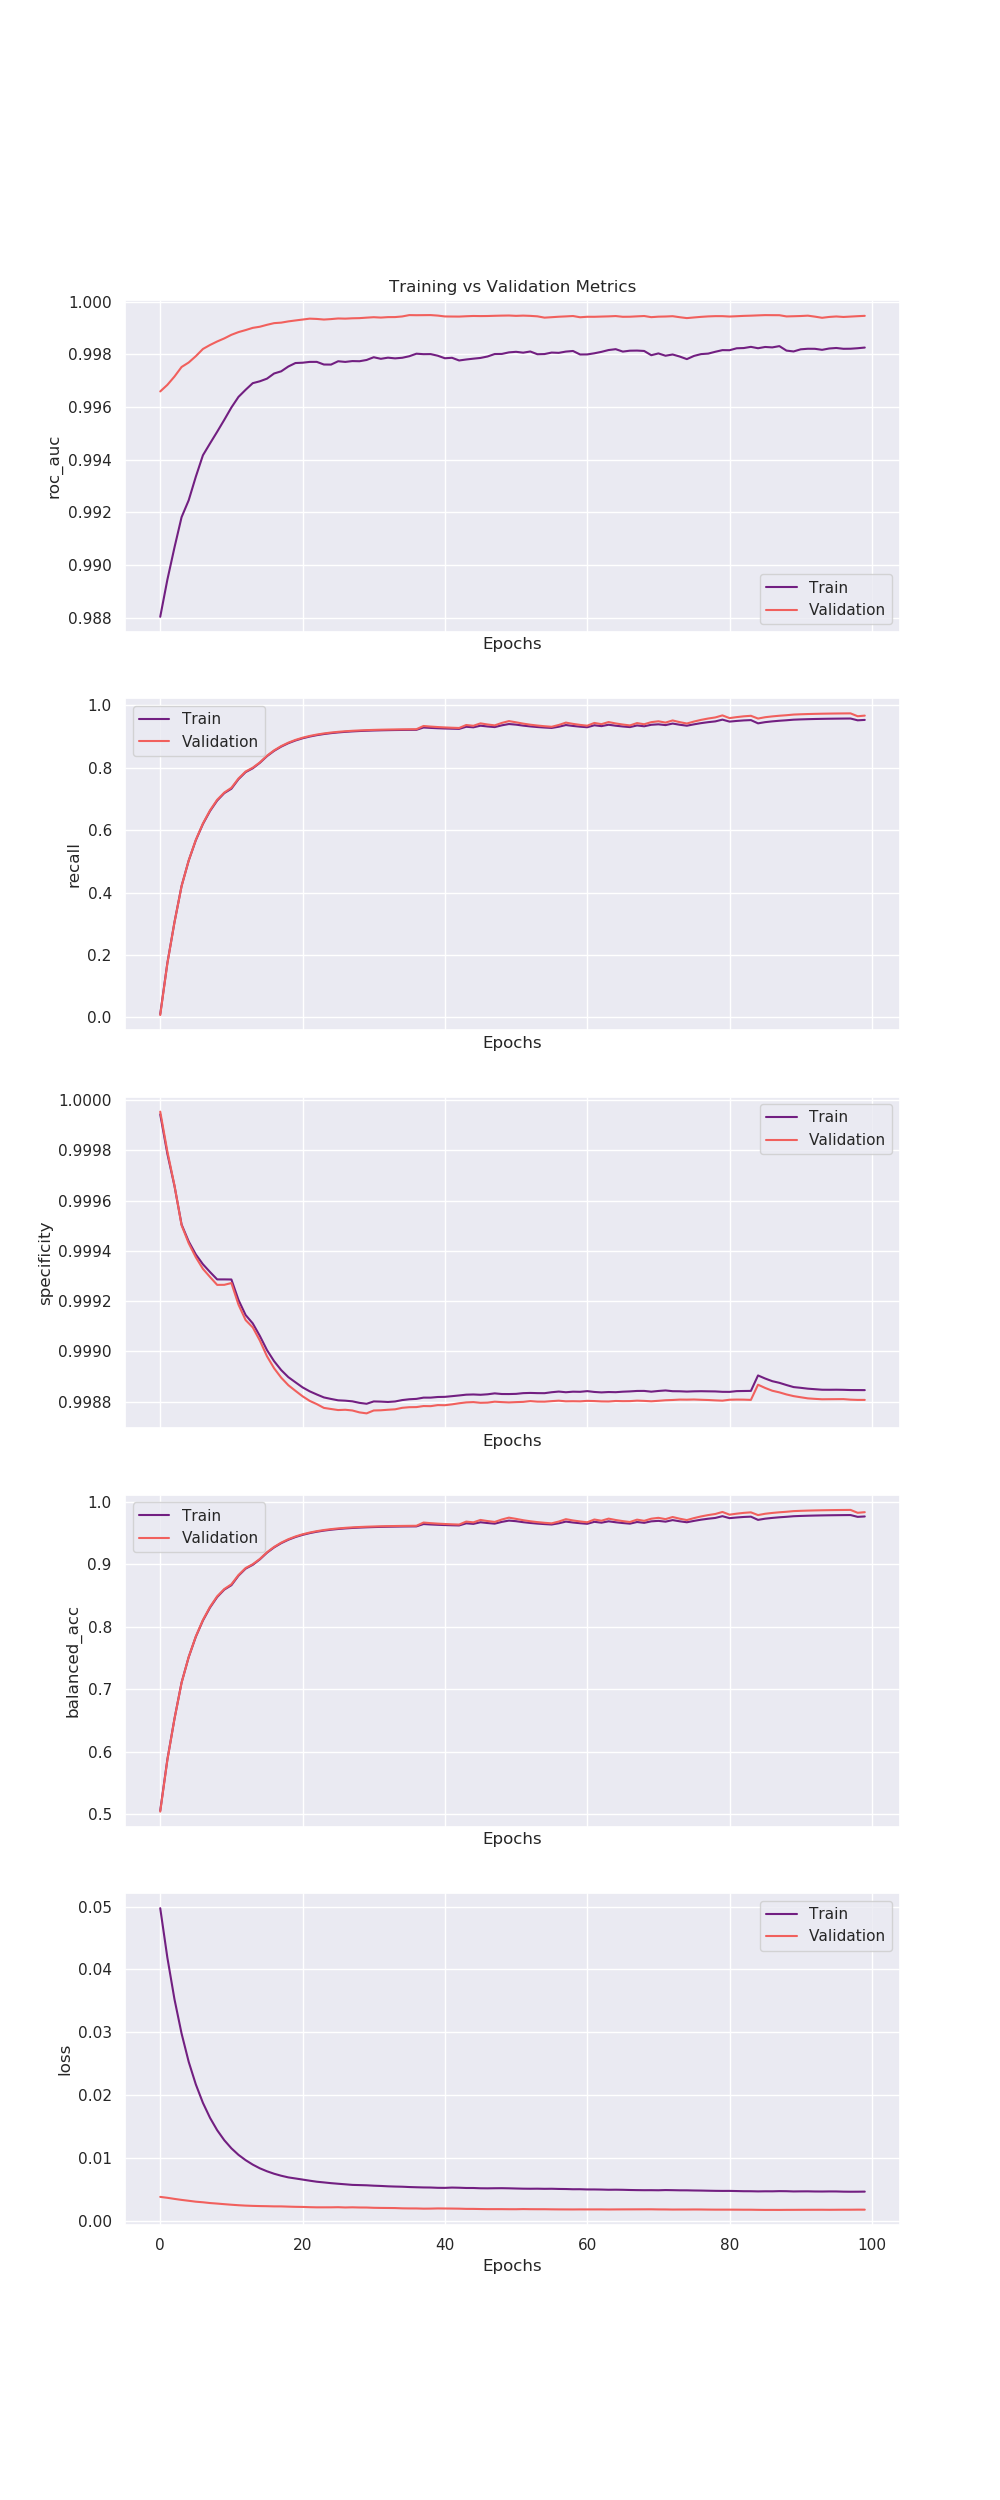 Training vs Validation Metrics
1.000
0.998
0.996
0.994
0.992
0.990
0.988
roc_auc
Train
Validation
Epochs
1.0
0.8
0.6
0.4
0.2
0.0
recall
Train
Validation
Epochs
1.0000
0.9998
0.9996
0.9994
0.9992
0.9990
0.9988
specificity
Train
Validation
Epochs
1.0
0.9
0.8
0.7
0.6
0.5
balanced_acc
Train
Validation
Epochs
0.05
0.04
0.03
0.02
0.01
0.00
loss
Train
Validation
0 20 40 60 80 100
Epochs